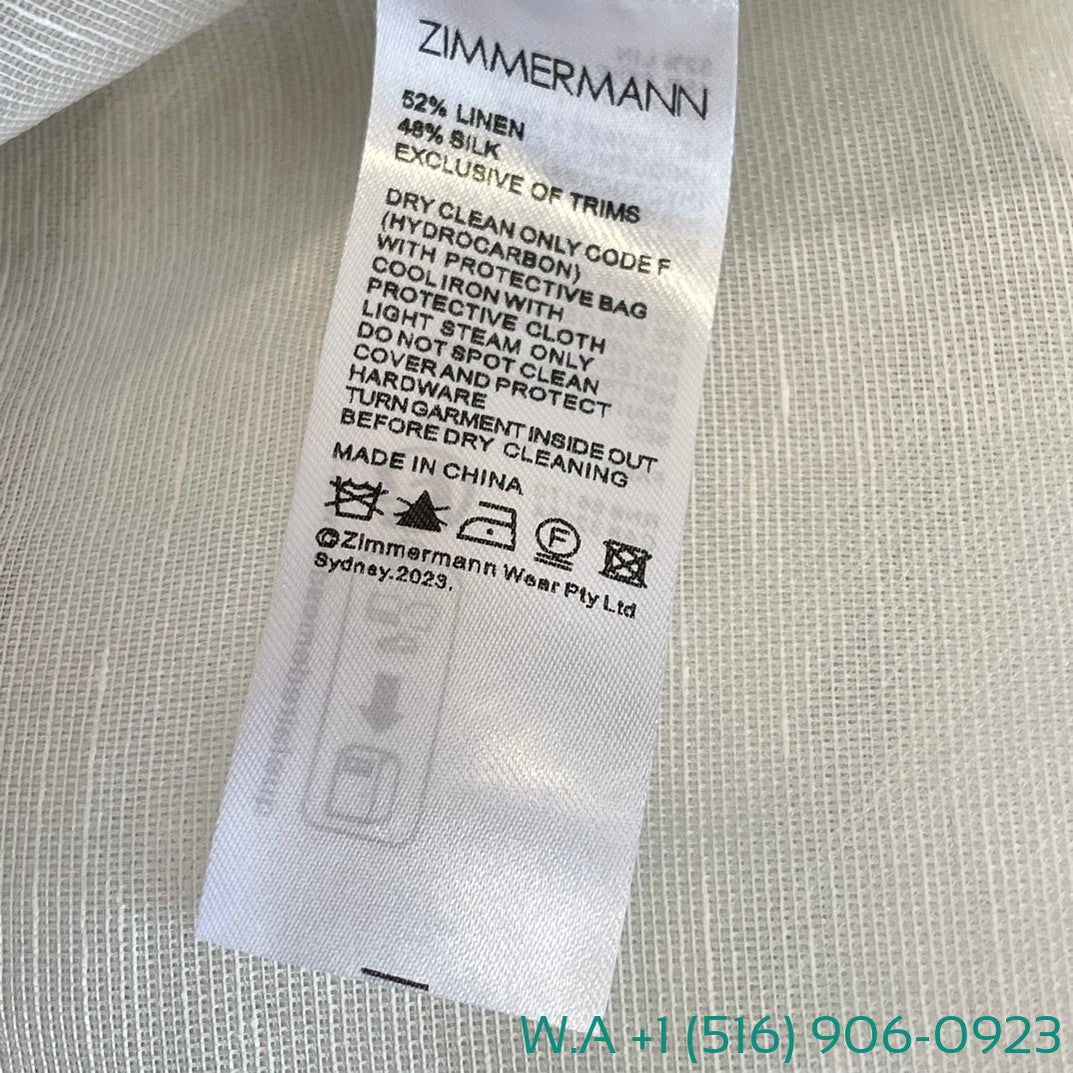 ZIMMERMANN
52% LINEN
48% SILK
EXCLUSIVE OF TRIMS
DRY CLEAN ONLY CODE F
(HYDROCARBON)
WITH PROTECTIVE BAG
COOL IRON WITH
PROTECTIVE CLOTH
LIGHT STEAM ONLY
DO NOT SPOT CLEAN
COVER AND PROTECT
HARDWARE
TURN GARMENT INSIDE OUT
BEFORE DRY CLEANING
MADE IN CHINA
F
©Zimmermann Wear Pty Ltd
Sydney.2023.
W.A +1 (516) 906-0923